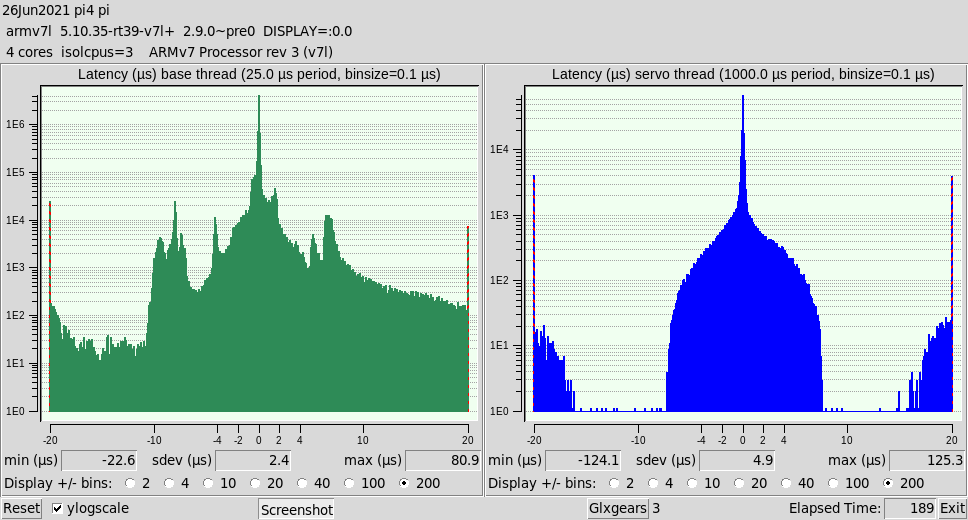 26Jun2021 pi4 pi
armv7l 5.10.35-rt39-v7l+ 2.9.0~pre0 DISPLAY=:0.0
4 cores isolcpus=3 ARMv7 Processor rev 3 (v7l)
Latency (µs) base thread (25.0 µs period, binsize=0.1 µs)
1E6
1E5
1E4
1E3
1E2
1E1
1E0
-20 -10 -4 -2 0 2 4 10 20
min (µs) -22.6 sdev (µs) 2.4 max (µs) 80.9
Display +/- bins: 2 4 10 20 40 100 200
Latency (µs) servo thread (1000.0 µs period, binsize=0.1 µs)
1E4
1E3
1E2
1E1
1E0
-20 -10 -4 -2 0 2 4 10 20
min (µs) -124.1 sdev (µs) 4.9 max (µs) 125.3
Display +/- bins: 2 4 10 20 40 100 200
Reset ylogscale Screenshot Glxgears 3 Elapsed Time: 189 Exit